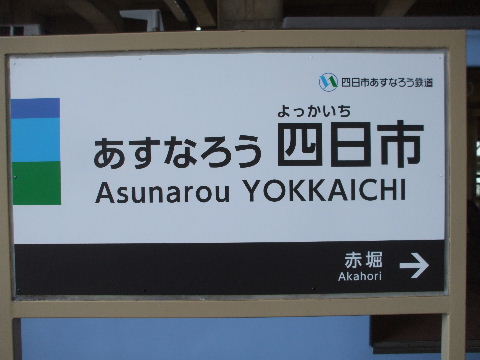 四日市あすなろう鉄道
よっかいち
あすなろう 四日市
Asunarou YOKKAICHI
赤堀
Akahori →